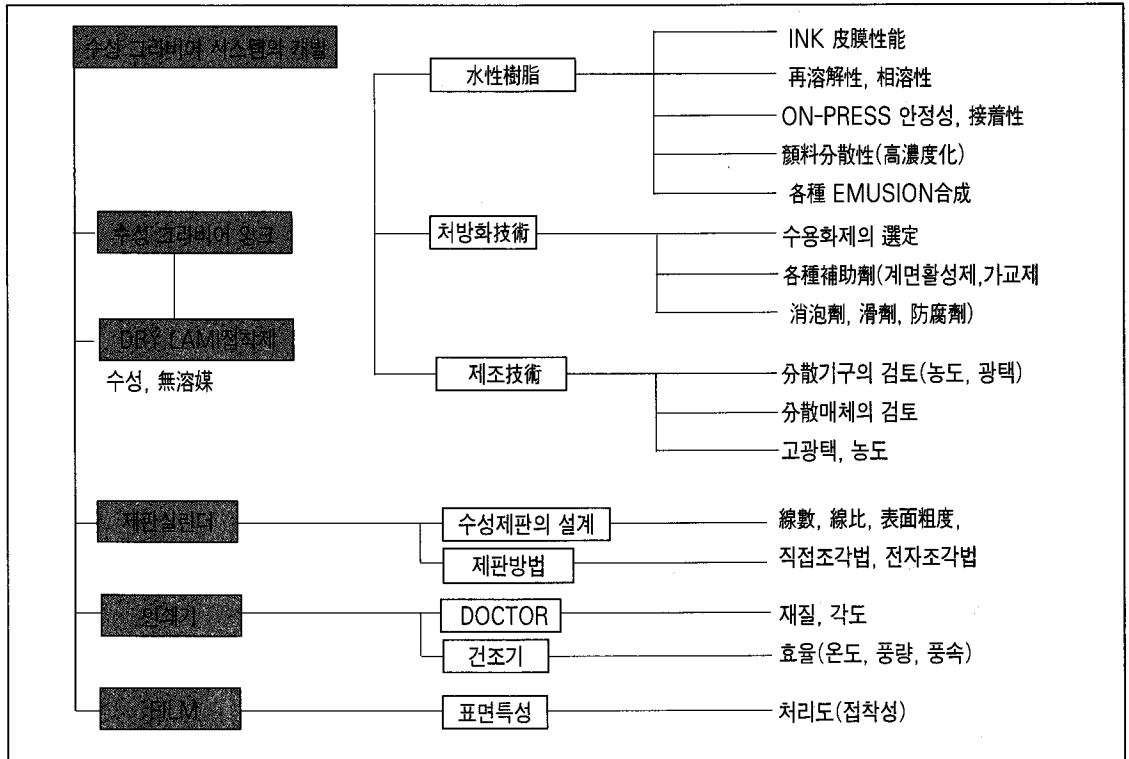 수성 그라비어 시스템의 개발
水性樹脂
INK 皮膜性能
再溶解性, 相溶性
ON-PRESS 안정성, 接着性
顔料分散性(高濃度化)
各種 EMUSION合成
수성 그라비어 잉크
처방화技術
수용화제의 選定
各種補助劑(계면활성제,가교제
消泡劑, 滑劑, 防腐劑)
DRY LAMI접착제
수성, 無溶媒
제조技術
分散기구의 검토(농도, 광택)
分散매체의 검토
고광택, 농도
제판실린더
수성제판의 설계
線數, 線比, 表面粗度,
제판방법
직접조각법, 전자조각법
인쇄기
DOCTOR
재질, 각도
건조기
효율(온도, 풍량, 풍속)
FILM
표면특성
처리도(접착성)